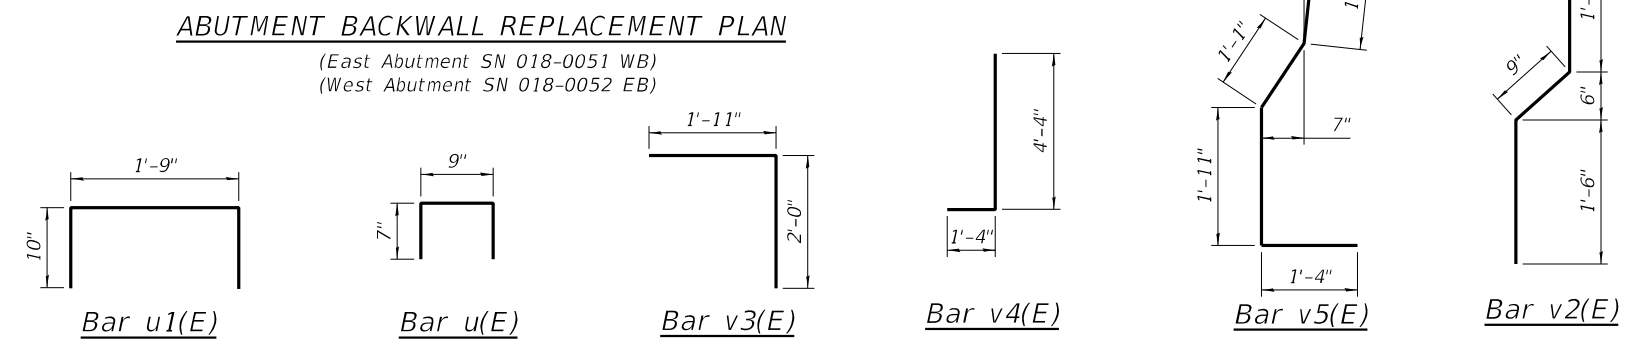 ABUTMENT BACKWALL REPLACEMENT PLAN
(East Abutment SN 018-0051 WB)
(West Abutment SN 018-0052 EB)
1'-9"
10"
Bar u1(E)
9"
7"
Bar u(E)
1'-11"
2'-0"
Bar v3(E)
4'-4"
1'-4"
Bar v4(E)
1'-1"
7"
1'-11"
1'-4"
Bar v5(E)
9"
6"
1'-6"
Bar v2(E)